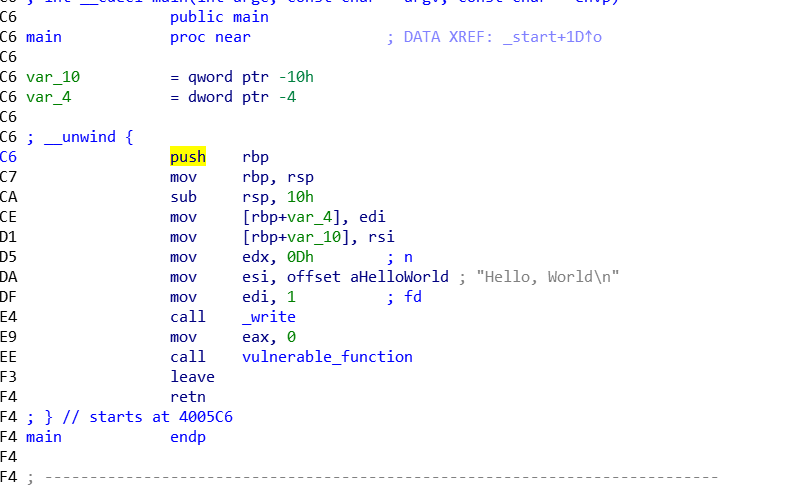 C6 ; int __cdecl main(int argc, const char **argv, const char **envp)
C6 public main
C6 main proc near ; DATA XREF: _start+1D↑o
C6
C6 var_10 = qword ptr -10h
C6 var_4 = dword ptr -4
C6
C6 ; __unwind {
C6 push rbp
C7 mov rbp, rsp
CA sub rsp, 10h
CE mov [rbp+var_4], edi
D1 mov [rbp+var_10], rsi
D5 mov edx, 0Dh ; n
DA mov esi, offset aHelloWorld ; "Hello, World\n"
DF mov edi, 1 ; fd
E4 call _write
E9 mov eax, 0
EE call vulnerable_function
F3 leave
F4 retn
F4 ; } // starts at 4005C6
F4 main endp
F4
F4 ; ---------------------------------------------------------------------------